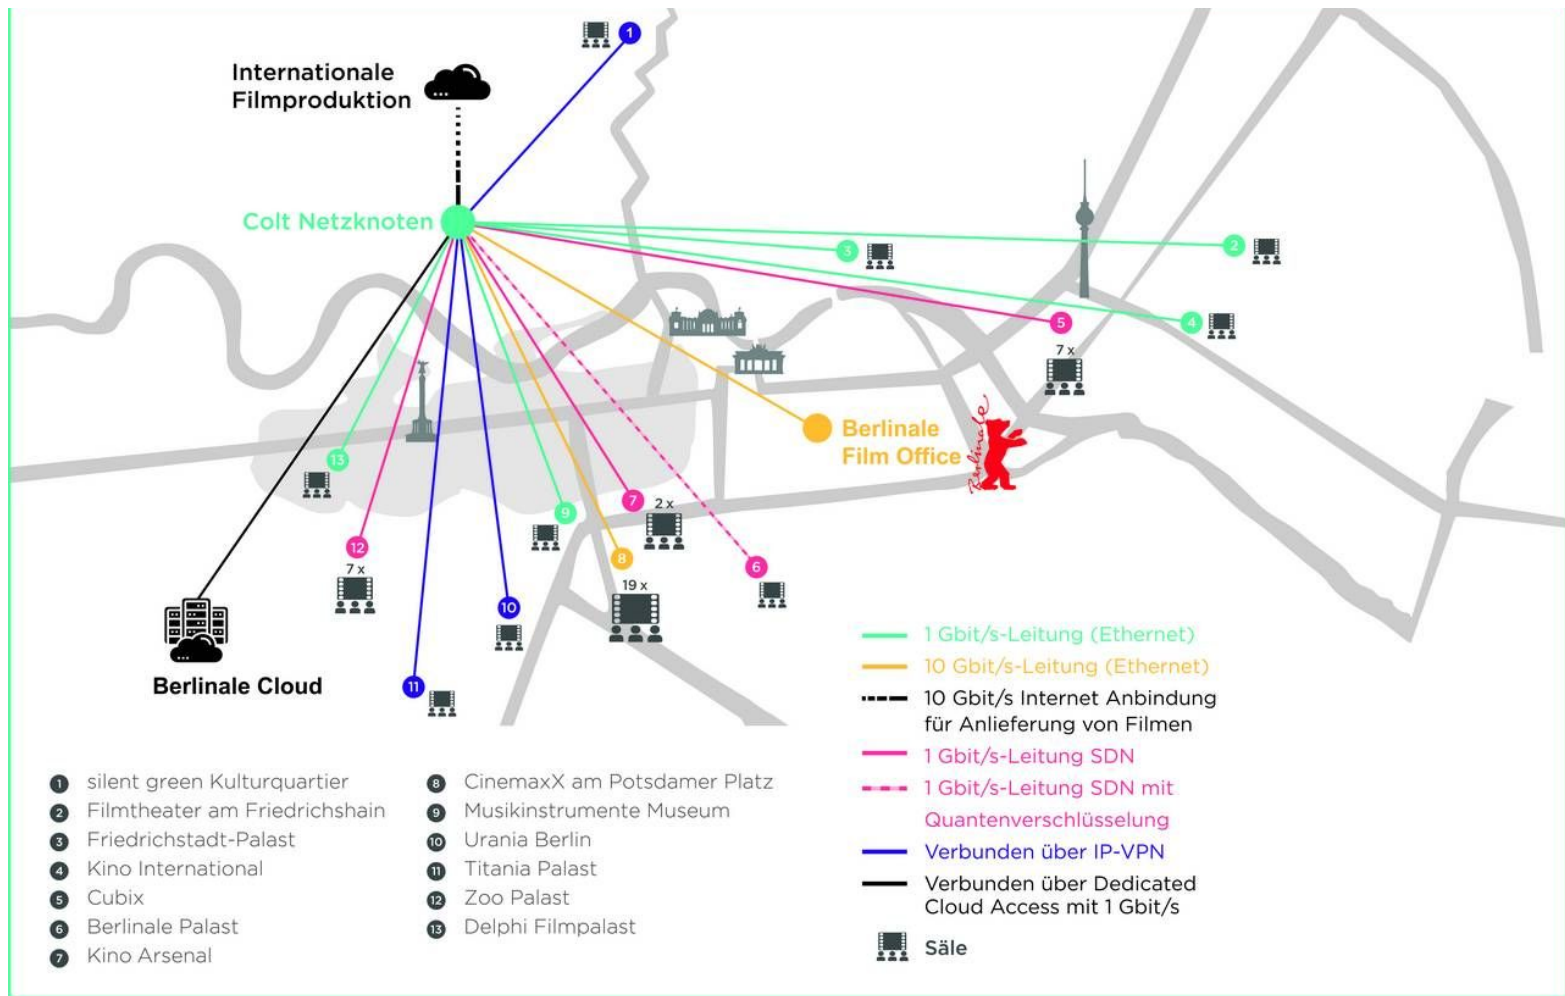 1
Internationale
Filmproduktion
Colt Netzknoten
3
2
5
4
7 x
Berlinale
Film Office
Berlinale
13
7
2 x
9
12
7 x
8
19 x
6
10
11
Berlinale Cloud
1 Gbit/s-Leitung (Ethernet)
10 Gbit/s-Leitung (Ethernet)
10 Gbit/s Internet Anbindung
für Anlieferung von Filmen
1 Gbit/s-Leitung SDN
1 Gbit/s-Leitung SDN mit
Quantenverschlüsselung
Verbunden über IP-VPN
Verbunden über Dedicated
Cloud Access mit 1 Gbit/s
Säle
1 silent green Kulturquartier
2 Filmtheater am Friedrichshain
3 Friedrichstadt-Palast
4 Kino International
5 Cubix
6 Berlinale Palast
7 Kino Arsenal
8 CinemaxX am Potsdamer Platz
9 Musikinstrumente Museum
10 Urania Berlin
11 Titania Palast
12 Zoo Palast
13 Delphi Filmpalast